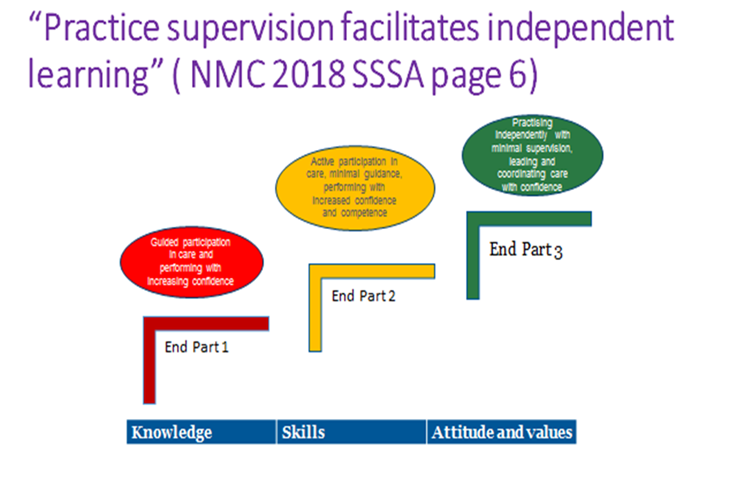 “Practice supervision facilitates independent
learning” ( NMC 2018 SSSA page 6)
Practising
Independently with
minimal supervision,
leading and
coordinating care
with confidence
Active participation in
care, minimal guidance,
performing with
increased confidence
and competence
Guided participation
in care and
performing with
increasing confidence
End Part 3
End Part 2
End Part 1
Knowledge
Skills
Attitude and values